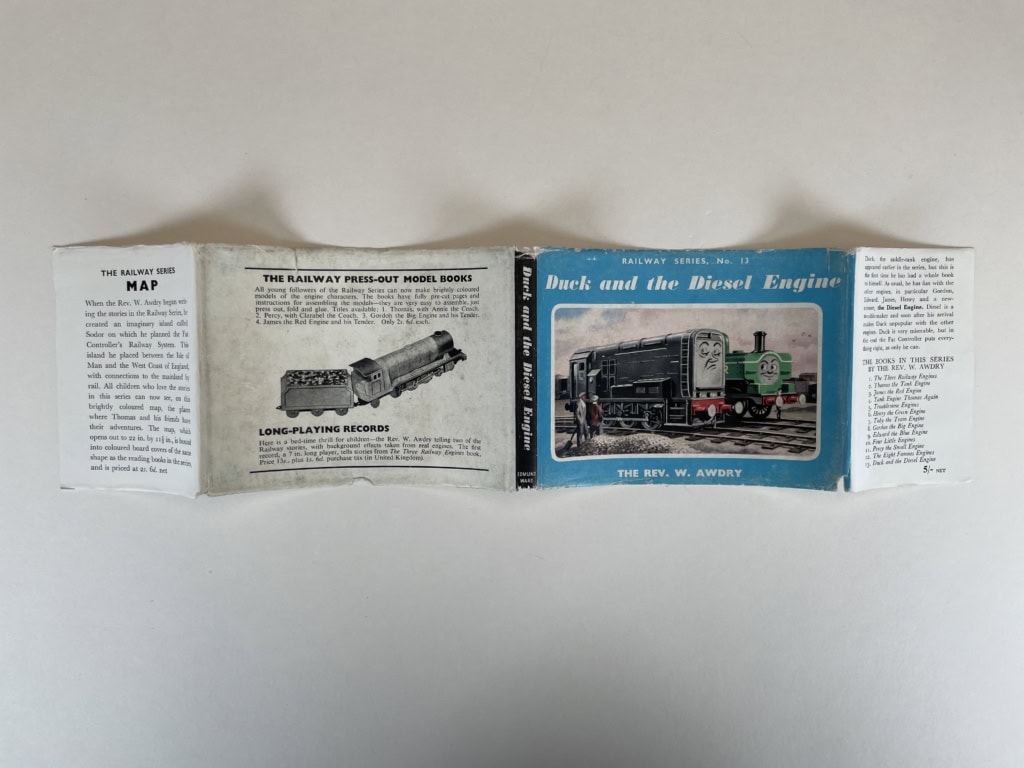 THE RAILWAY SERIES
MAP
When the Rev. W. Awdry began writ-
ing the stories in the Railway Series, he
created an imaginary island called
Sodor on which he planned the Fat
Controller's Railway System. This
island he placed between the Isle of
Man and the West Coast of England,
with connections to the mainland by
rail. All children who love the stories
in this series can now see, on this
brightly coloured map, the places
where Thomas and his friends have
their adventures. The map, which
opens out to 22 in. by in., is bound
into coloured board covers of the same
shape as the reading books in the series,
and is priced at 2s. 6d. net
THE RAILWAY PRESS-OUT MODEL BOOKS
All young followers of the Railway Series can now make brightly coloured
models of the engine characters. The books have fully pre-cut pages and
instructions for assembling the models—they are very easy to assemble, just
press out, fold and glue. Titles available: 1. Thomas, with Annie the Coach.
2. Percy, with Clarabel the Coach. 3. Gordon the Big Engine and his Tender.
4. James the Red Engine and his Tender. Only 2s. 6d. each.
LONG-PLAYING RECORDS
Here is a bed-time thrill for children—the Rev. W. Awdry telling two of the
Railway stories, with background effects taken from real engines. The first
record, a 7 in. long player, tells stories from The Three Railway Engines book.
Price 13s., plus 6d. purchase tax (in United Kingdom).
Duck and the Diesel Engine
EDMUND
WARD
RAILWAY SERIES, No. 13
Duck and the Diesel Engine
THE REV. W. AWDRY
Duck, the saddle-tank engine, has
appeared earlier in the series, but this is
the first time he has had a whole book
to himself. As usual, he has fun with the
other engines, in particular Gordon,
Edward, James, Henry and a new-
comer, the Diesel Engine. Diesel is a
troublemaker and soon after his arrival
makes Duck unpopular with the other
engines. Duck is very miserable, but in
the end the Fat Controller puts every-
thing right, as only he can.
THE BOOKS IN THIS SERIES
BY THE REV. W. AWDRY
1. The Three Railway Engines
2. Thomas the Tank Engine
3. James the Red Engine
4. Tank Engine Thomas Again
5. Troublesome Engines
6. Henry the Green Engine
7. Toby the Tram Engine
8. Gordon the Big Engine
9. Edward the Blue Engine
10. Four Little Engines
11. Percy the Small Engine
12. The Eight Famous Engines
13. Duck and the Diesel Engine
5/- NET